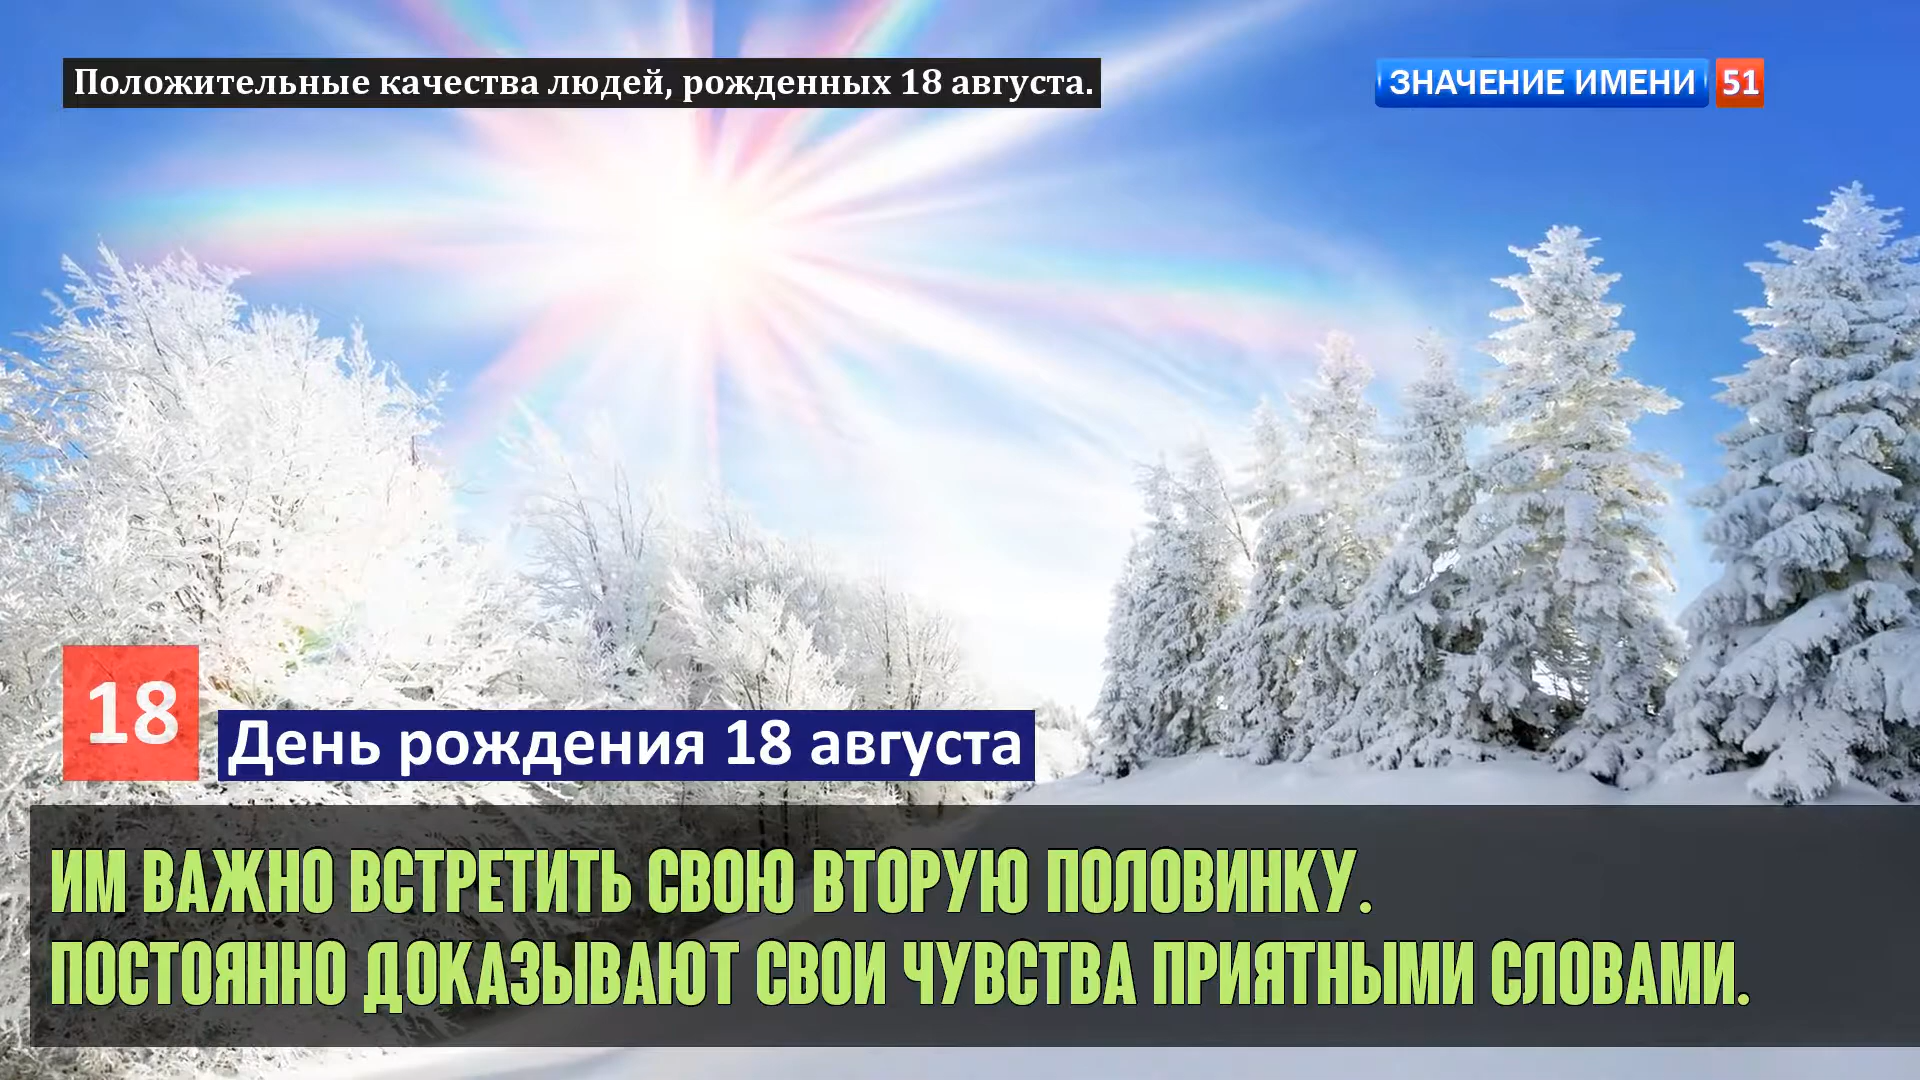 Положительные качества людей, рожденных 18 августа.
ЗНАЧЕНИЕ ИМЕНИ 51
18
День рождения 18 августа
ИМ ВАЖНО ВСТРЕТИТЬ СВОЮ ВТОРУЮ ПОЛОВИНКУ.
ПОСТОЯННО ДОКАЗЫВАЮТ СВОИ ЧУВСТВА ПРИЯТНЫМИ СЛОВАМИ.